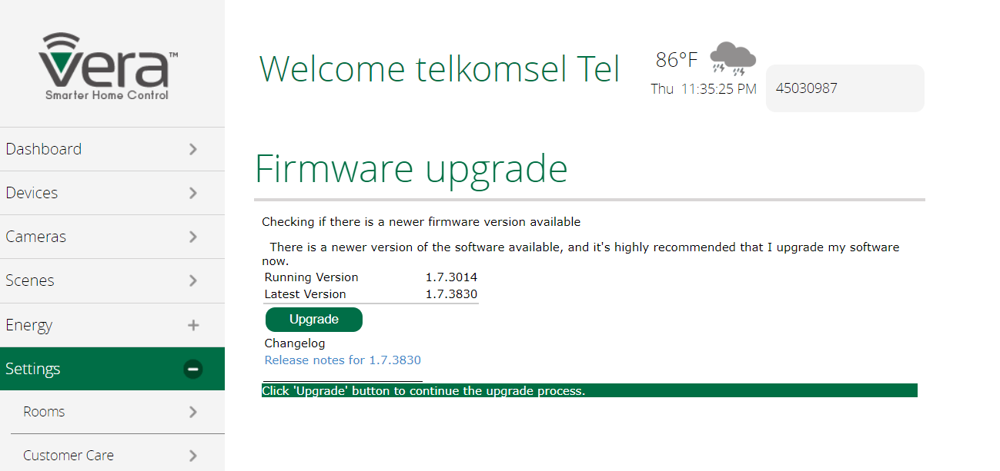 vera™
Smarter Home Control
Dashboard
Devices
Cameras
Scenes
Energy
Settings
Rooms
Customer Care
Welcome telkomsel Tel
86°F
Thu 11:35:25 PM
45030987
Firmware upgrade
Checking if there is a newer firmware version available
There is a newer version of the software available, and it's highly recommended that I upgrade my software
now.
Running Version 1.7.3014
Latest Version 1.7.3830
Upgrade
Changelog
Release notes for 1.7.3830
Click 'Upgrade' button to continue the upgrade process.